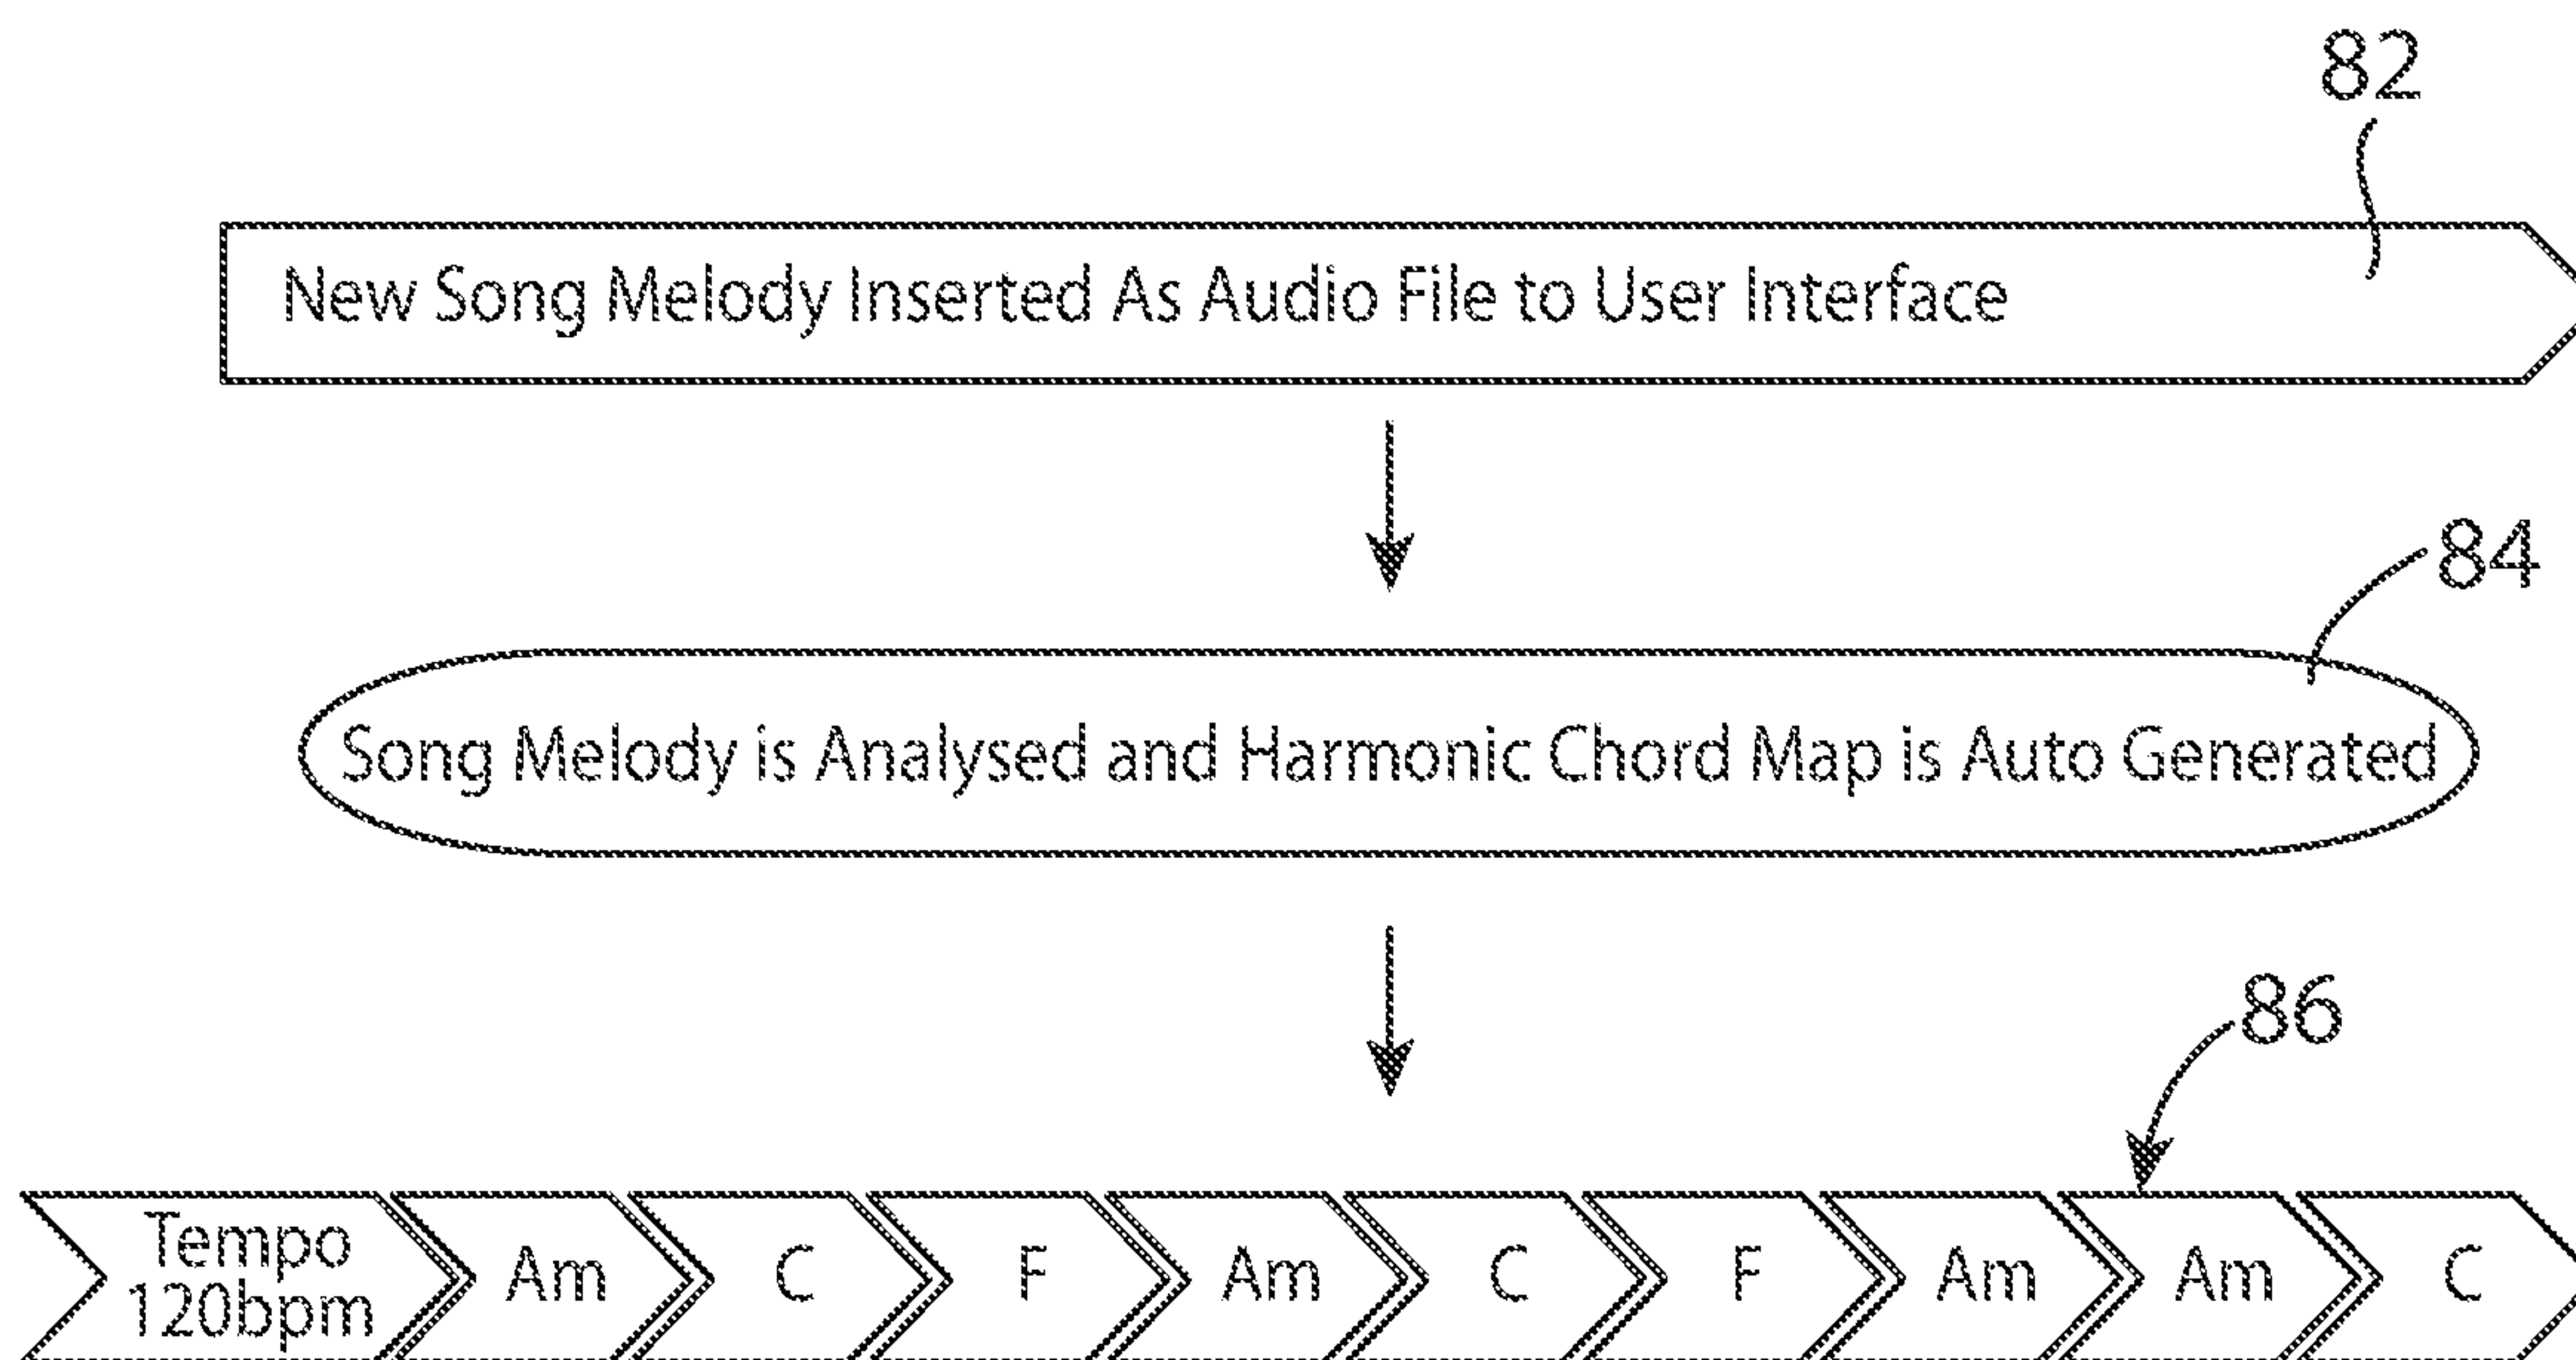 82
New Song Melody Inserted As Audio File to User Interface
84
Song Melody is Analysed and Harmonic Chord Map is Auto Generated
86
Tempo
120bpm
Am C F Am C F Am Am C